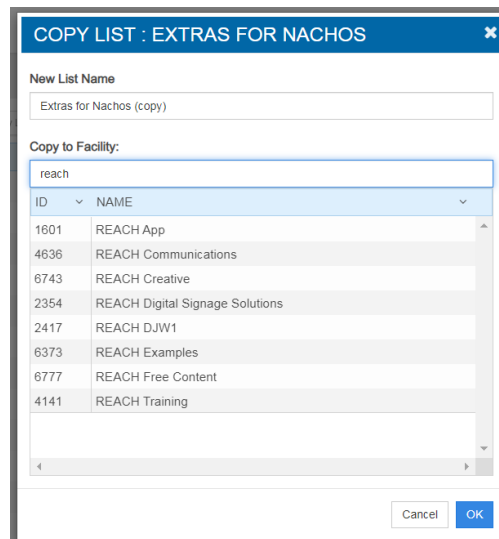 COPY LIST : EXTRAS FOR NACHOS
New List Name
Extras for Nachos (copy)
Copy to Facility:
reach
ID NAME
1601 REACH App
4636 REACH Communications
6743 REACH Creative
2354 REACH Digital Signage Solutions
2417 REACH DJW1
6373 REACH Examples
6777 REACH Free Content
4141 REACH Training
Cancel OK